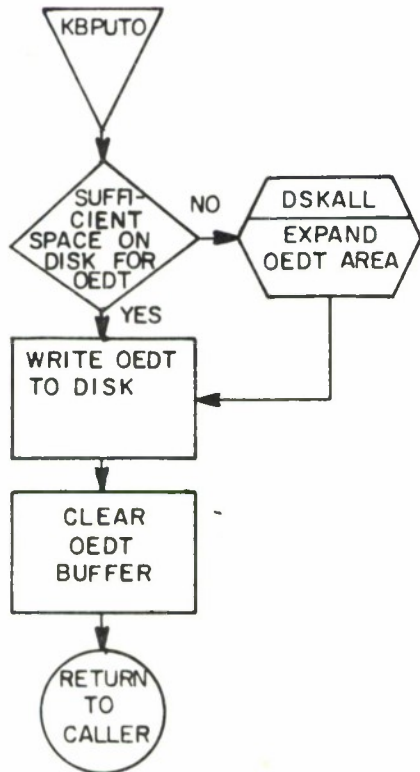 KBPUTO
SUFFI-
CIENT
SPACE ON
DISK FOR
OEDT
NO
DSKALL
EXPAND
OEDT AREA
YES
WRITE OEDT
TO DISK
CLEAR
OEDT
BUFFER
RETURN
TO
CALLER